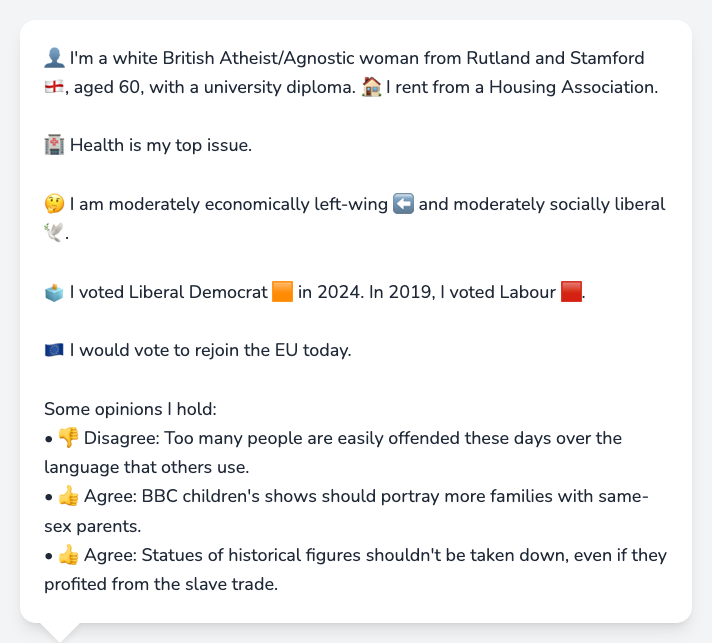 👤 I'm a white British Atheist/Agnostic woman from Rutland and Stamford
🏴󠁧󠁢󠁥󠁮󠁧󠁿, aged 60, with a university diploma. 🏠 I rent from a Housing Association.
🏥 Health is my top issue.
🤔 I am moderately economically left-wing ⬅️ and moderately socially liberal
🕊️.
🗳️ I voted Liberal Democrat 🟧 in 2024. In 2019, I voted Labour 🟥.
🇪🇺 I would vote to rejoin the EU today.
Some opinions I hold:
• 👎 Disagree: Too many people are easily offended these days over the
language that others use.
• 👍 Agree: BBC children's shows should portray more families with same-
sex parents.
• 👍 Agree: Statues of historical figures shouldn't be taken down, even if they
profited from the slave trade.